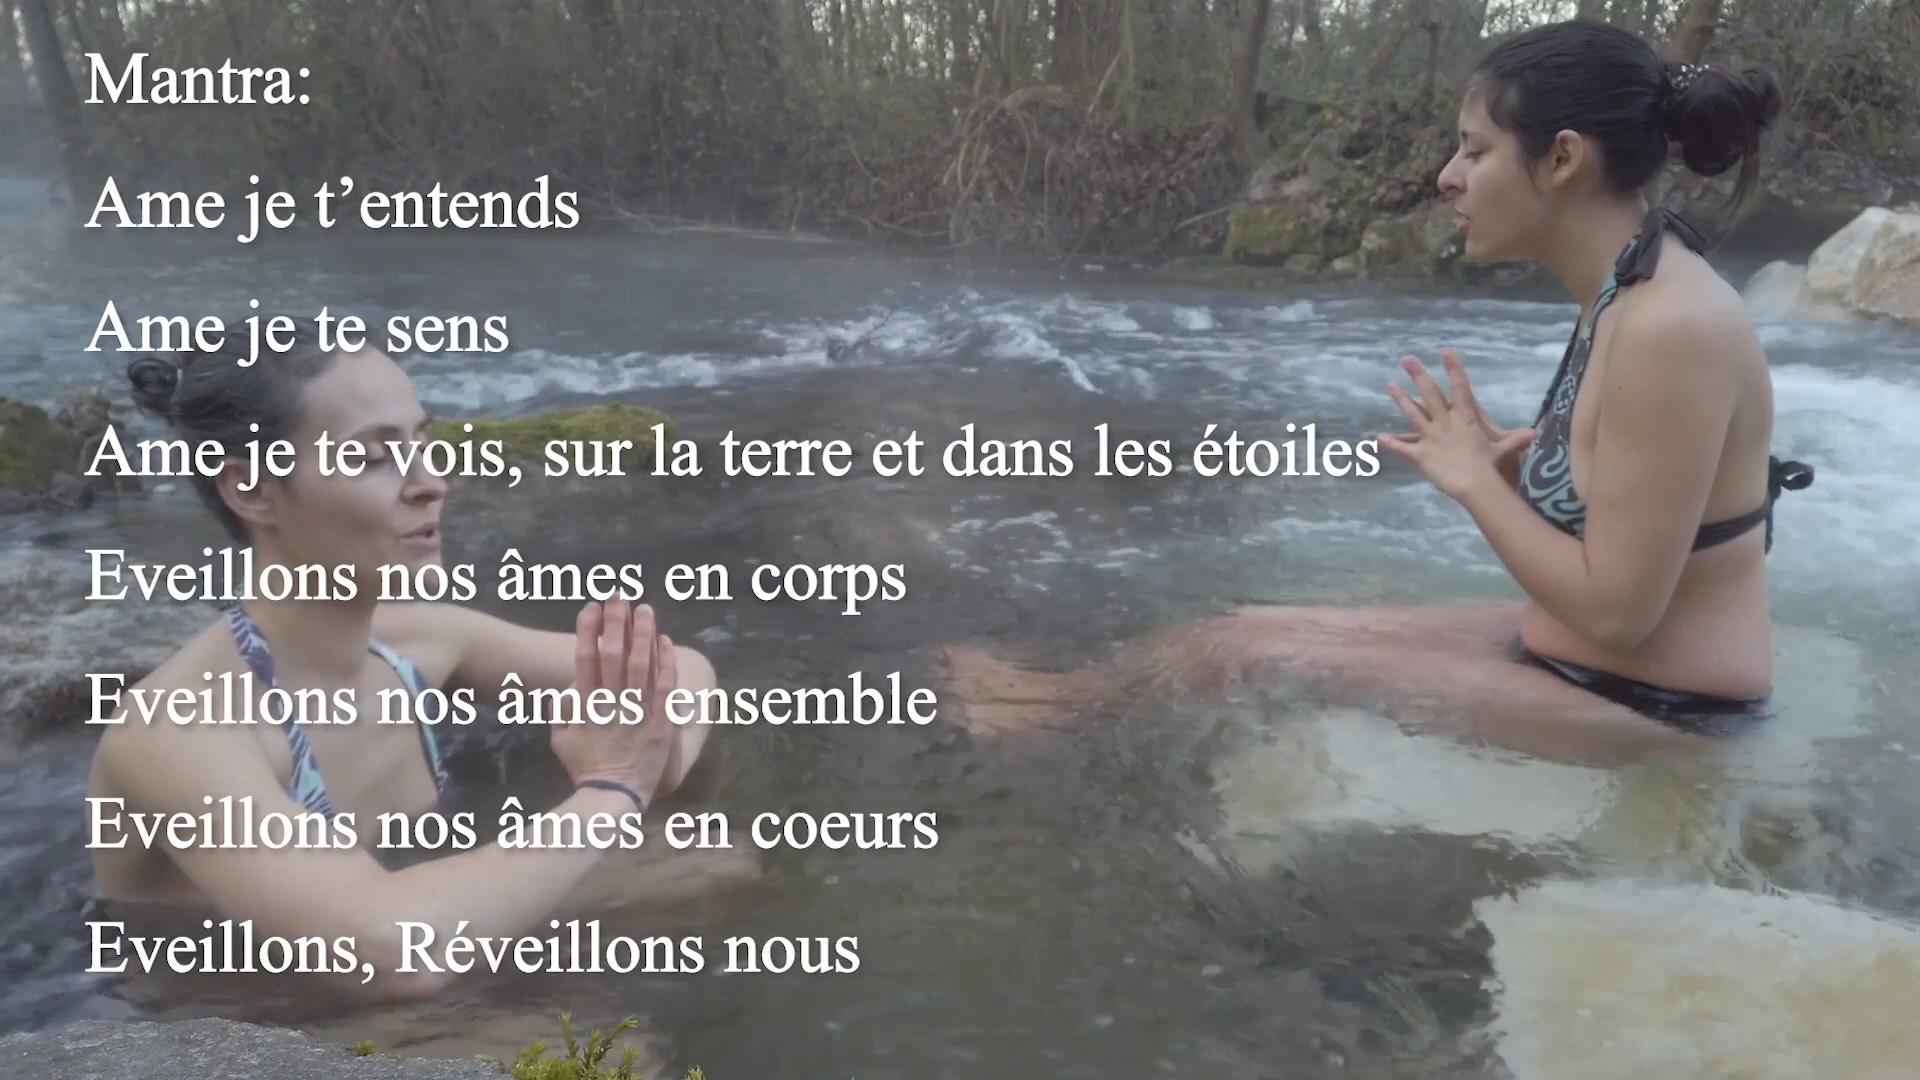 Mantra:
Ame je t’entends
Ame je te sens
Ame je te vois, sur la terre et dans les étoiles
Eveillons nos âmes en corps
Eveillons nos âmes ensemble
Eveillons nos âmes en coeurs
Eveillons, Réveillons nous